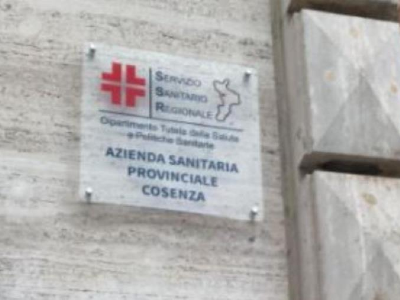 SERVIZIO
SANITARIO
REGIONALE
Dipartimento Tutela della Salute
e Politiche Sanitarie
AZIENDA SANITARIA
PROVINCIALE
COSENZA